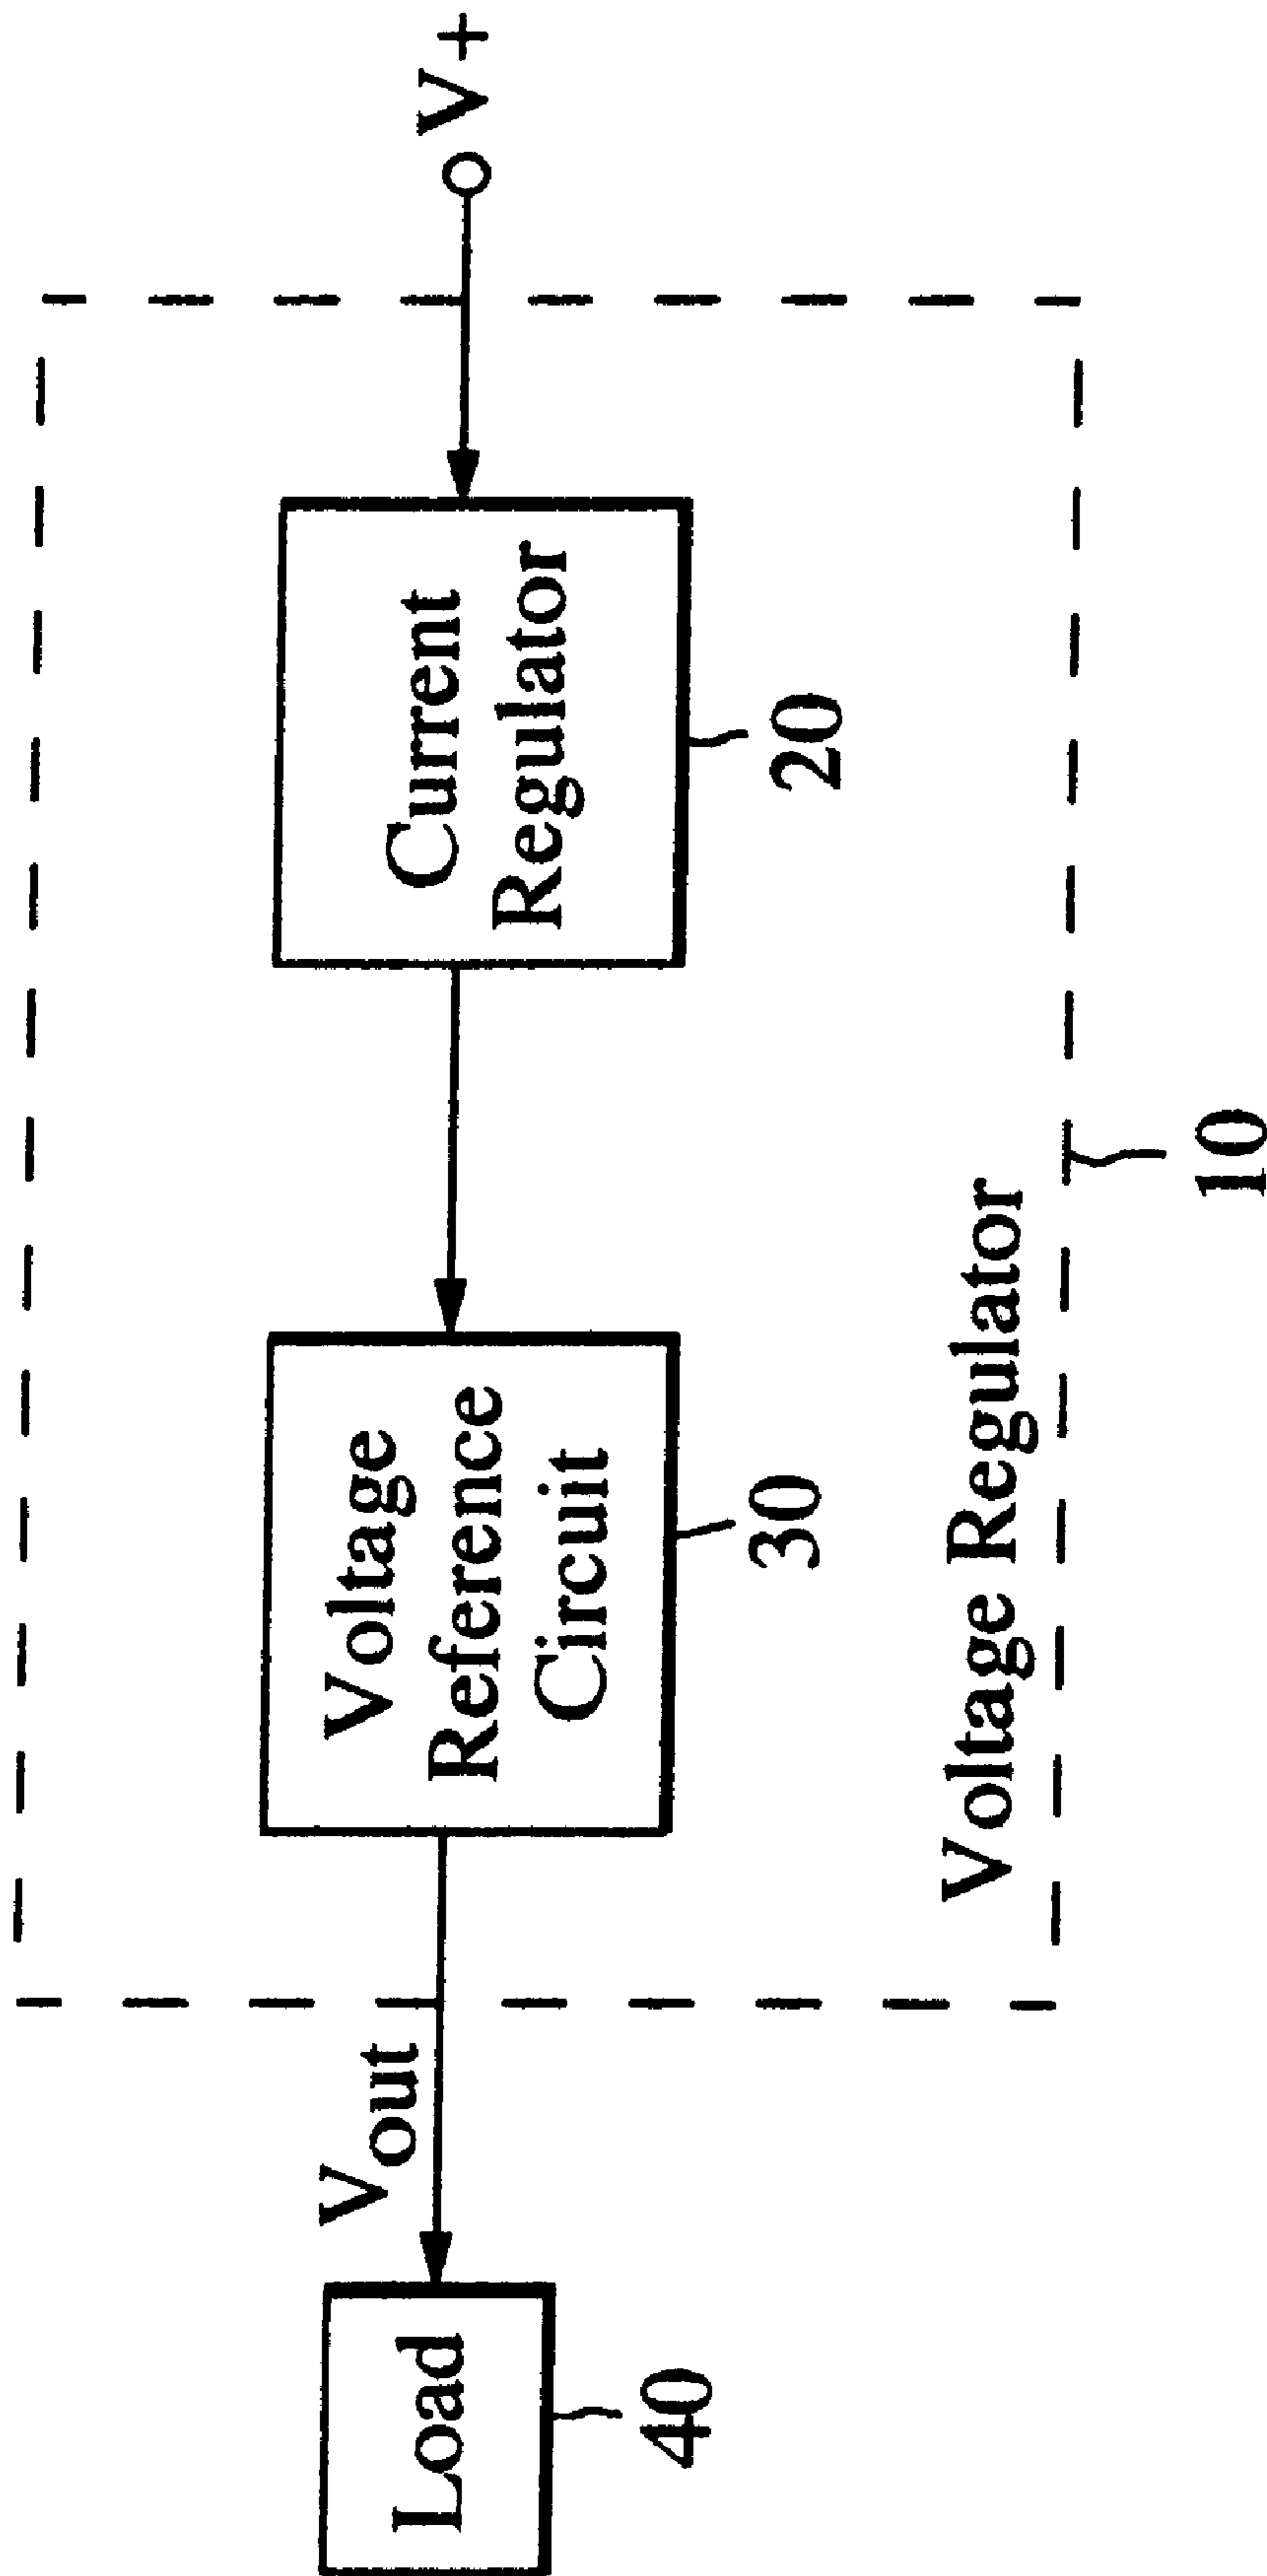 Load
40
Vout
Voltage
Reference
Circuit
30
Current
Regulator
20
V+
Voltage Regulator
10